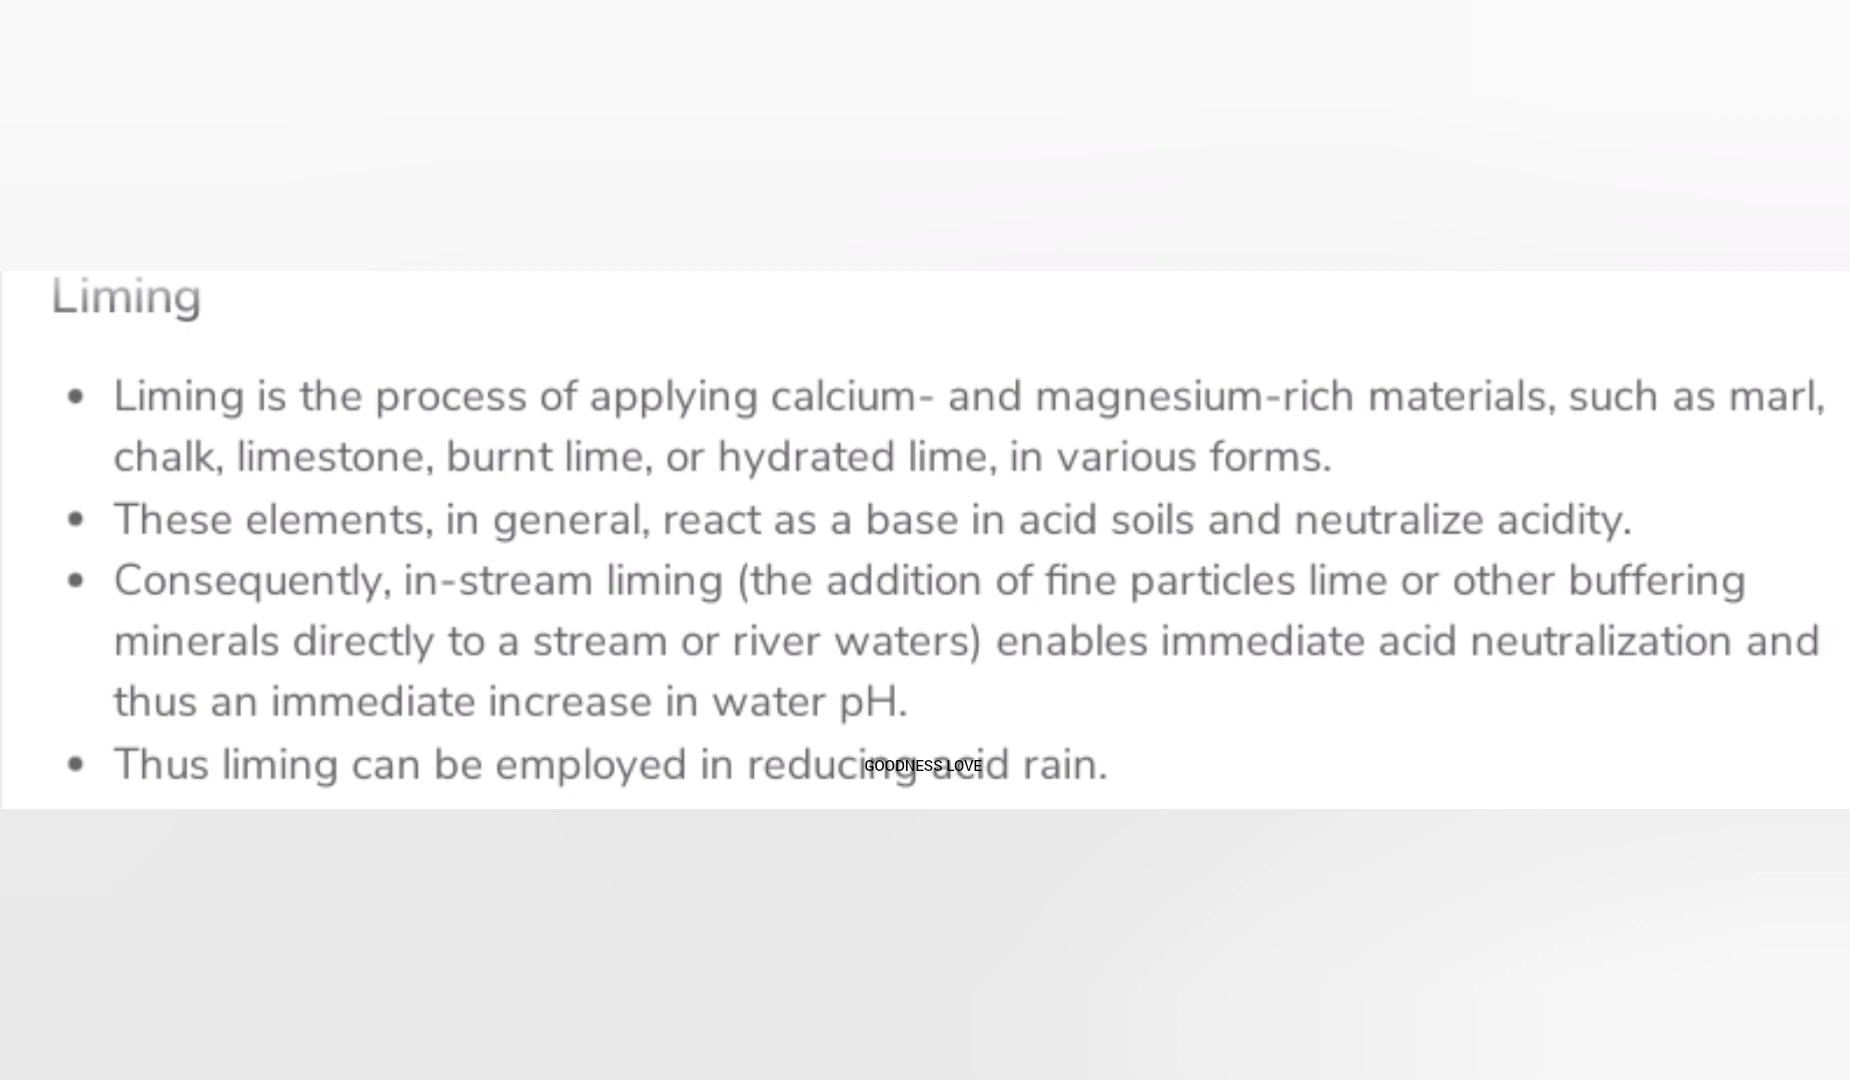 Liming
• Liming is the process of applying calcium- and magnesium-rich materials, such as marl,
chalk, limestone, burnt lime, or hydrated lime, in various forms.
• These elements, in general, react as a base in acid soils and neutralize acidity.
• Consequently, in-stream liming (the addition of fine particles lime or other buffering
minerals directly to a stream or river waters) enables immediate acid neutralization and
thus an immediate increase in water pH.
• Thus liming can be employed in reducing acid rain.
GOODNESS LOVE